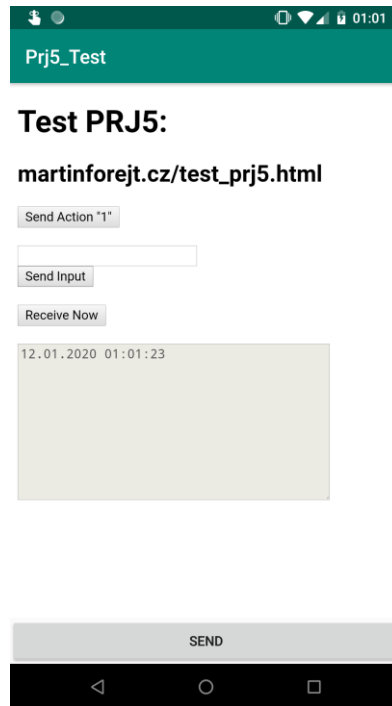 01:01
Prj5_Test
Test PRJ5:
martinforejt.cz/test_prj5.html
Send Action "1"
Send Input
Receive Now
12.01.2020 01:01:23
SEND